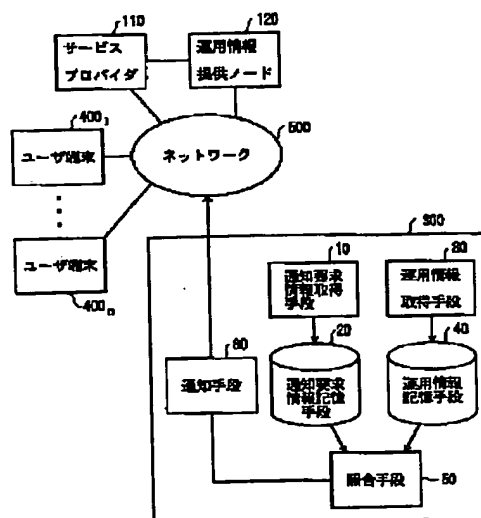 110
サービス
プロバイダ
120
運用情報
提供ノード
500
ネットワーク
400₁
ユーザ端末
ユーザ端末
400ₙ
300
10
通知要求
情報取得
手段
30
運用情報
取得手段
20
通知要求
情報記憶
手段
40
運用情報
記憶手段
60
通知手段
照合手段
50